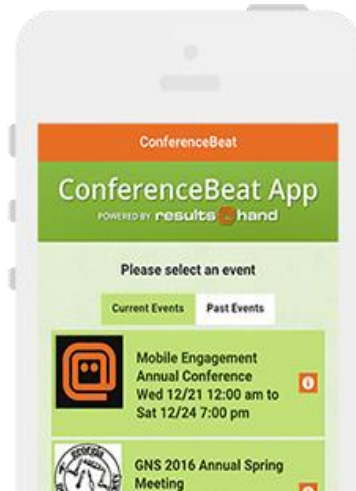 ConferenceBeat
ConferenceBeat App
POWERED BY results@hand
Please select an event
Current Events Past Events
Mobile Engagement
Annual Conference
Wed 12/21 12:00 am to
Sat 12/24 7:00 pm
GNS 2016 Annual Spring
Meeting
georgia